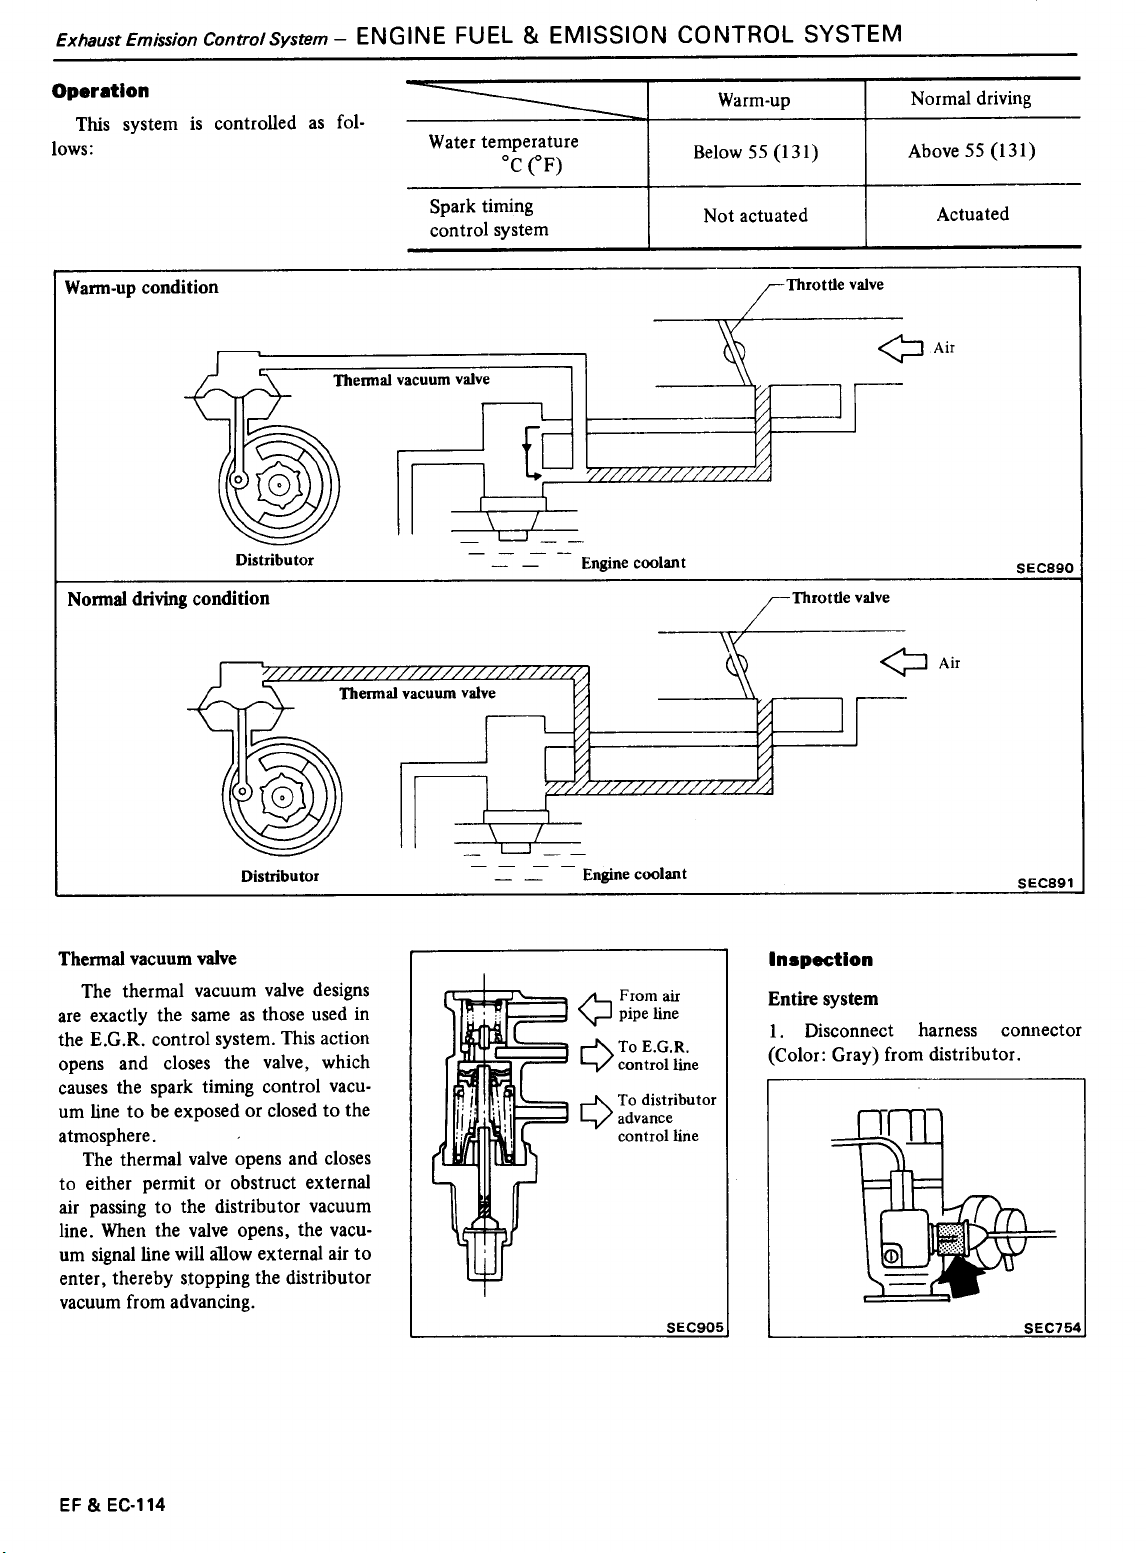 Exhaust Emission Control System – ENGINE FUEL & EMISSION CONTROL SYSTEM
Operation
This system is controlled as fol-
lows:
Warm-up Normal driving
Water temperature
°C (°F) Below 55 (131) Above 55 (131)
Spark timing
control system Not actuated Actuated
Warm-up condition
Throttle valve
Air
Thermal vacuum valve
Distributor
Engine coolant
SEC890
Normal driving condition
Throttle valve
Air
Thermal vacuum valve
Distributor
Engine coolant
SEC891
Thermal vacuum valve
The thermal vacuum valve designs
are exactly the same as those used in
the E.G.R. control system. This action
opens and closes the valve, which
causes the spark timing control vacu-
um line to be exposed or closed to the
atmosphere.
The thermal valve opens and closes
to either permit or obstruct external
air passing to the distributor vacuum
line. When the valve opens, the vacu-
um signal line will allow external air to
enter, thereby stopping the distributor
vacuum from advancing.
From air
pipe line
To E.G.R.
control line
To distributor
advance
control line
SEC905
Inspection
Entire system
1. Disconnect harness connector
(Color: Gray) from distributor.
SEC754
EF & EC-114